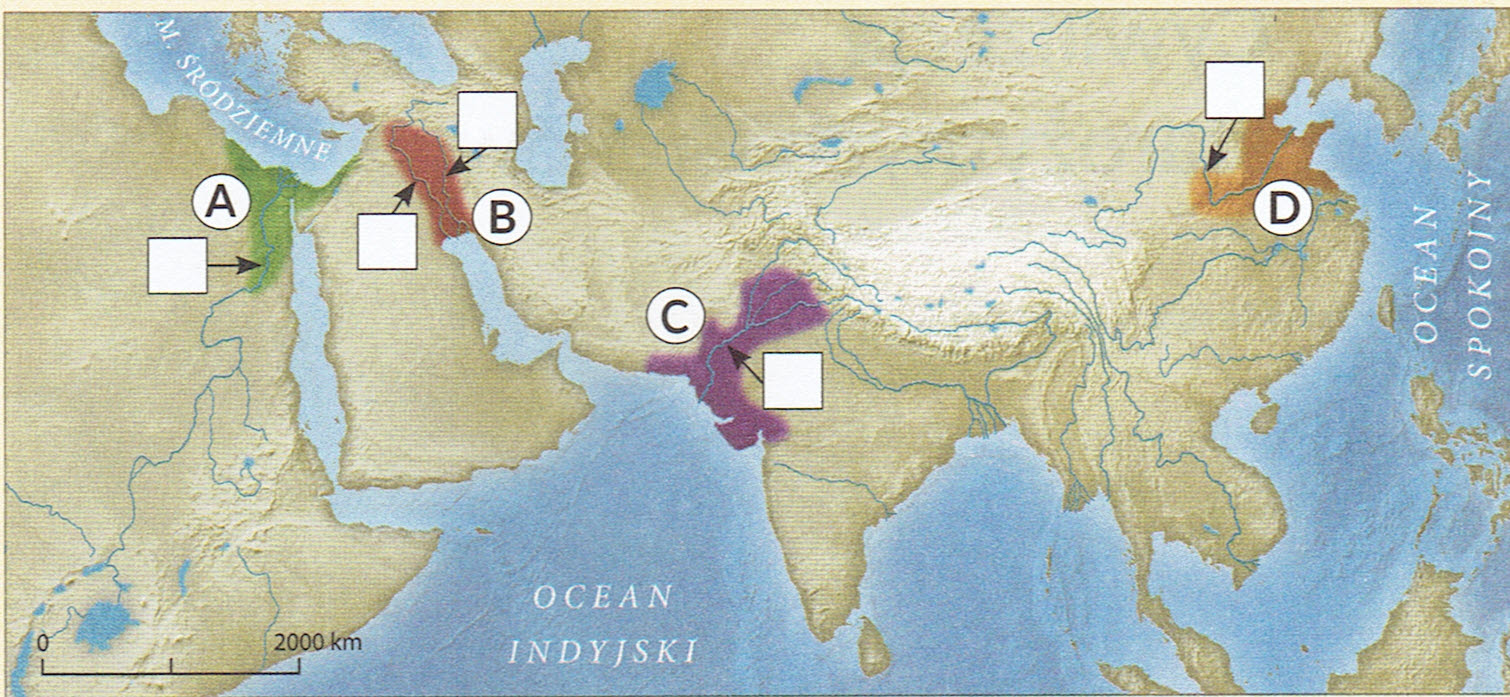 M. ŚRÓDZIEMNE
A
B
C
D
OCEAN
SPOKOJNY
OCEAN
INDYJSKI
0 2000 km